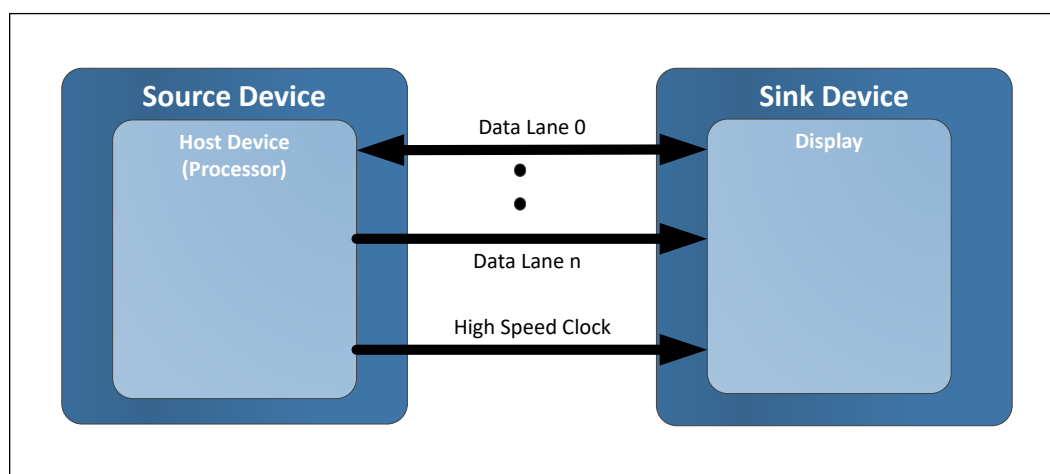 Source Device
Host Device
(Processor)
Data Lane 0
Data Lane n
High Speed Clock
Sink Device
Display